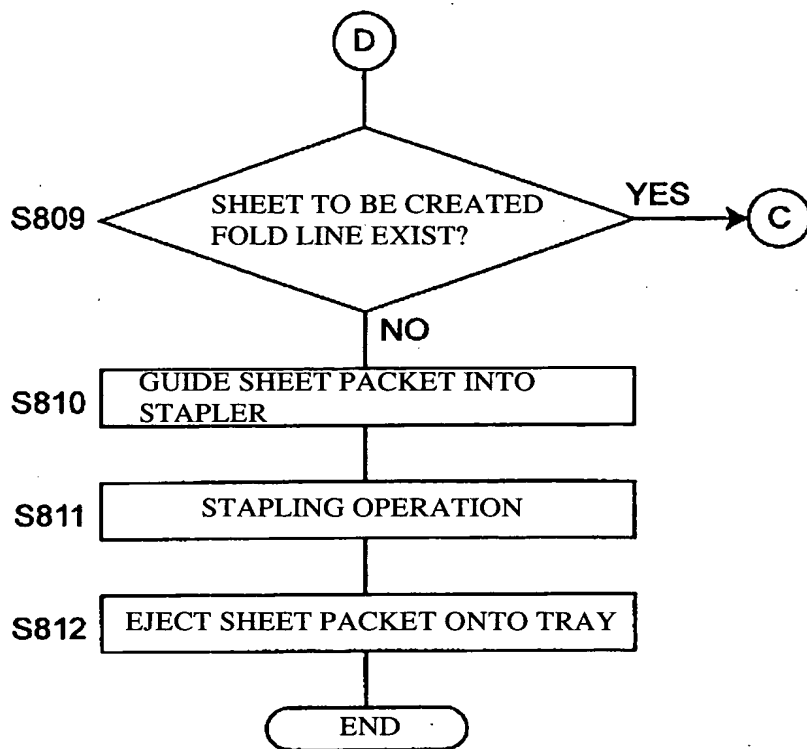 D
S809
SHEET TO BE CREATED
FOLD LINE EXIST?
YES
C
NO
S810
GUIDE SHEET PACKET INTO
STAPLER
S811
STAPLING OPERATION
S812
EJECT SHEET PACKET ONTO TRAY
END